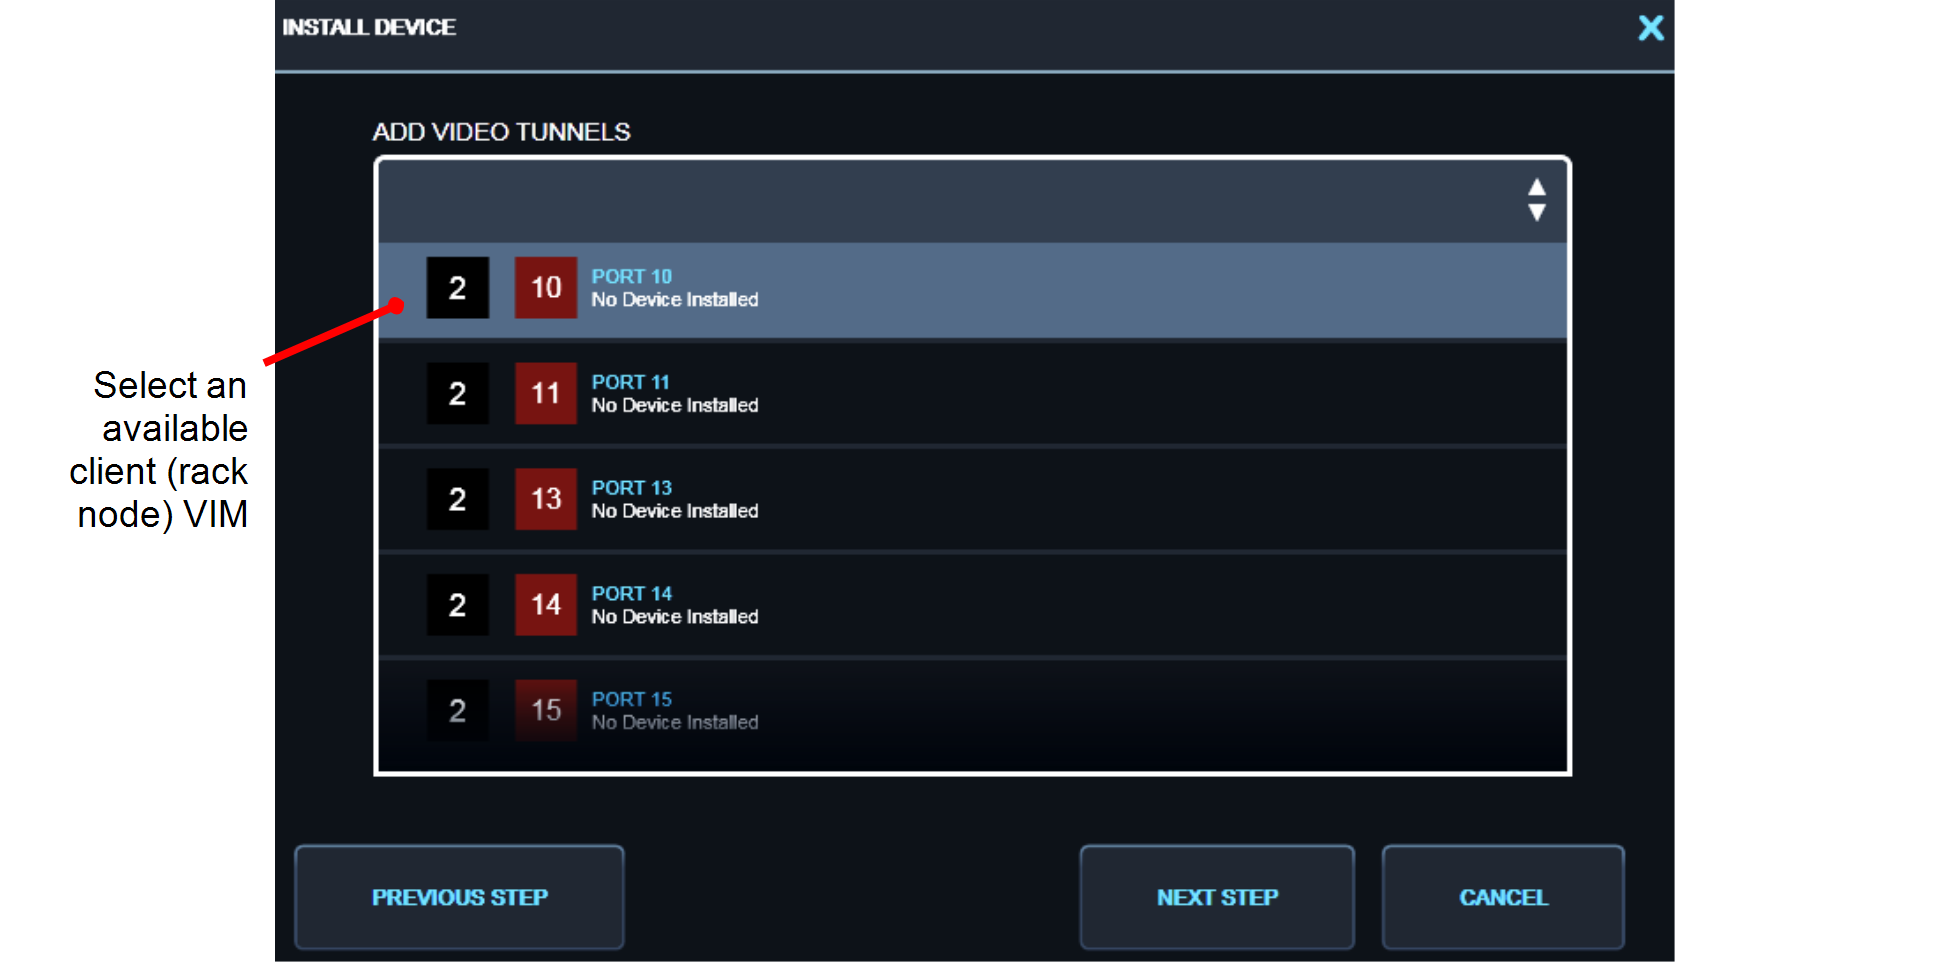 INSTALL DEVICE
X
ADD VIDEO TUNNELS
2 10 PORT 10
No Device Installed
2 11 PORT 11
No Device Installed
2 13 PORT 13
No Device Installed
2 14 PORT 14
No Device Installed
2 15 PORT 15
No Device Installed
Select an
available
client (rack
node) VIM
PREVIOUS STEP
NEXT STEP
CANCEL